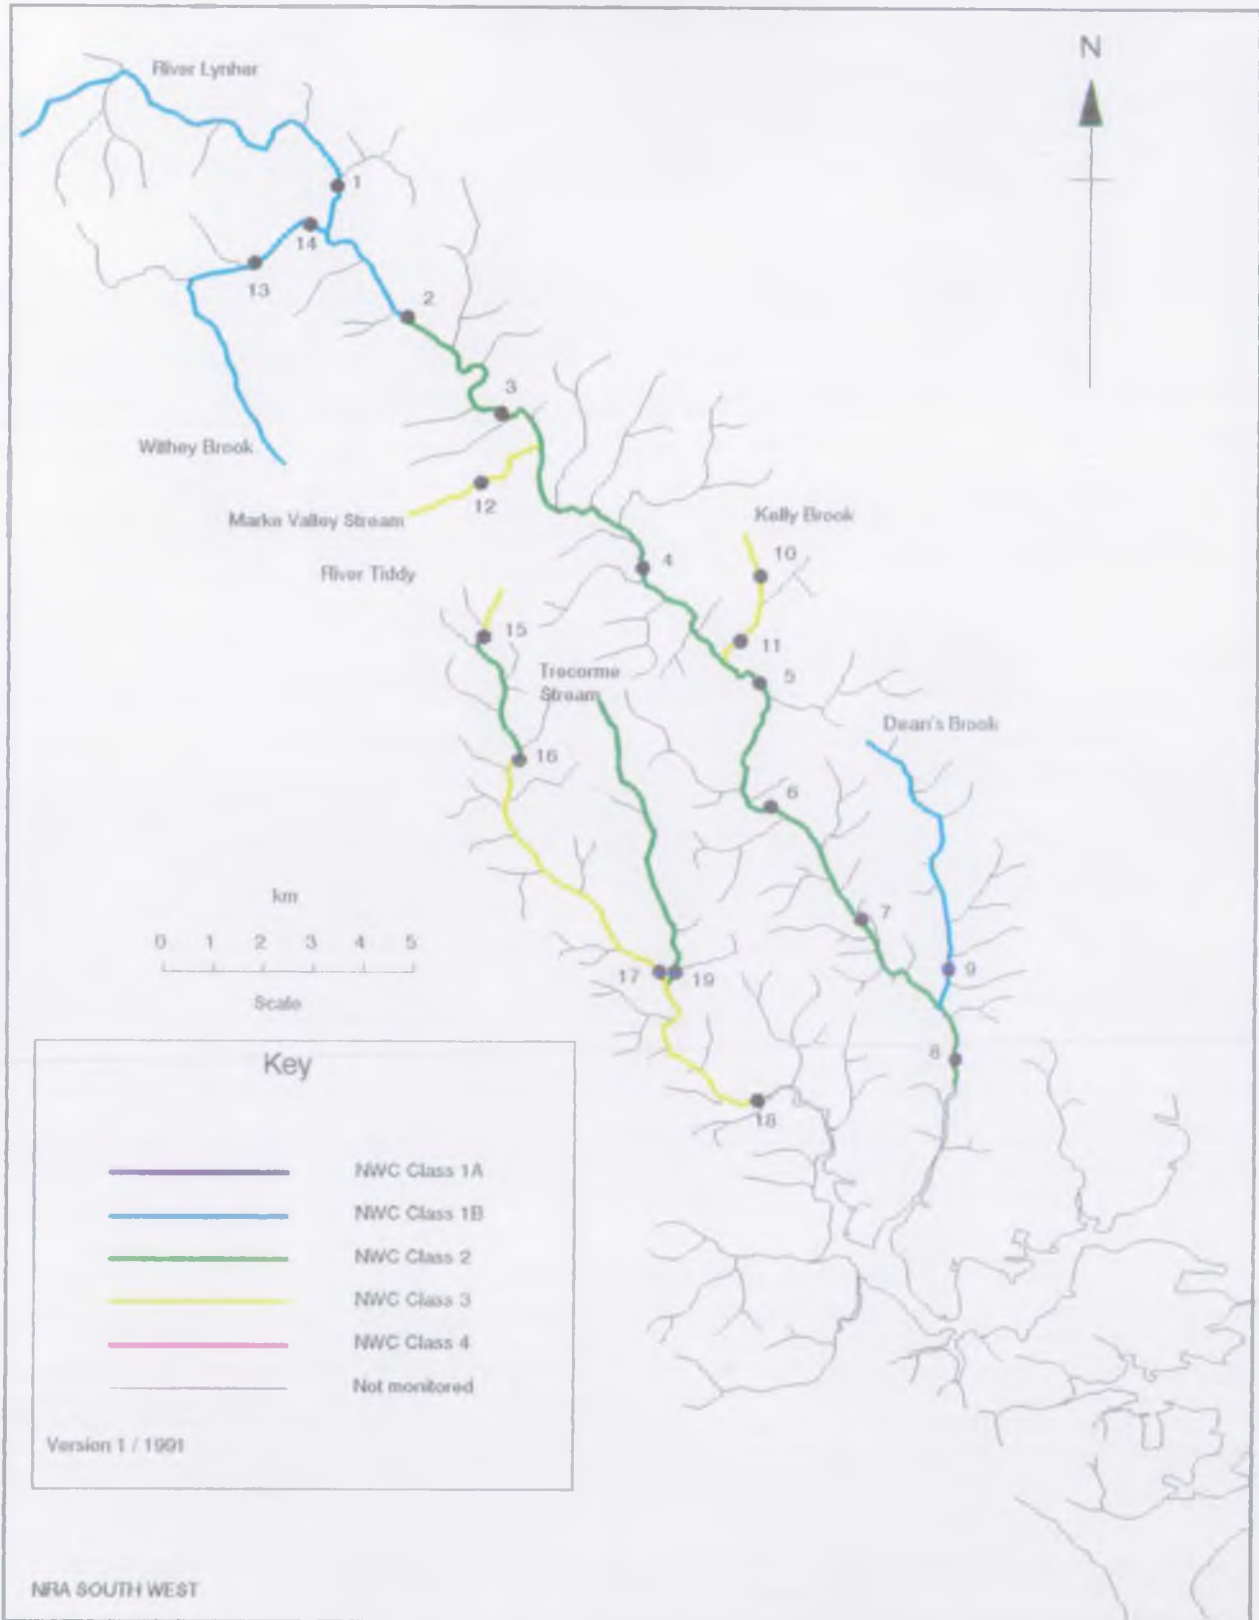 N
River Lynher
1
14
13
2
3
Withey Brook
12
Marke Valley Stream
Kelly Brook
10
4
River Tiddy
15
11
Trecorme
Stream
5
Dean's Brook
16
6
km
0 1 2 3 4 5
Scale
7
17
19
9
8
18
Key
NWC Class 1A
NWC Class 1B
NWC Class 2
NWC Class 3
NWC Class 4
Not monitored
Version 1 / 1991
NRA SOUTH WEST